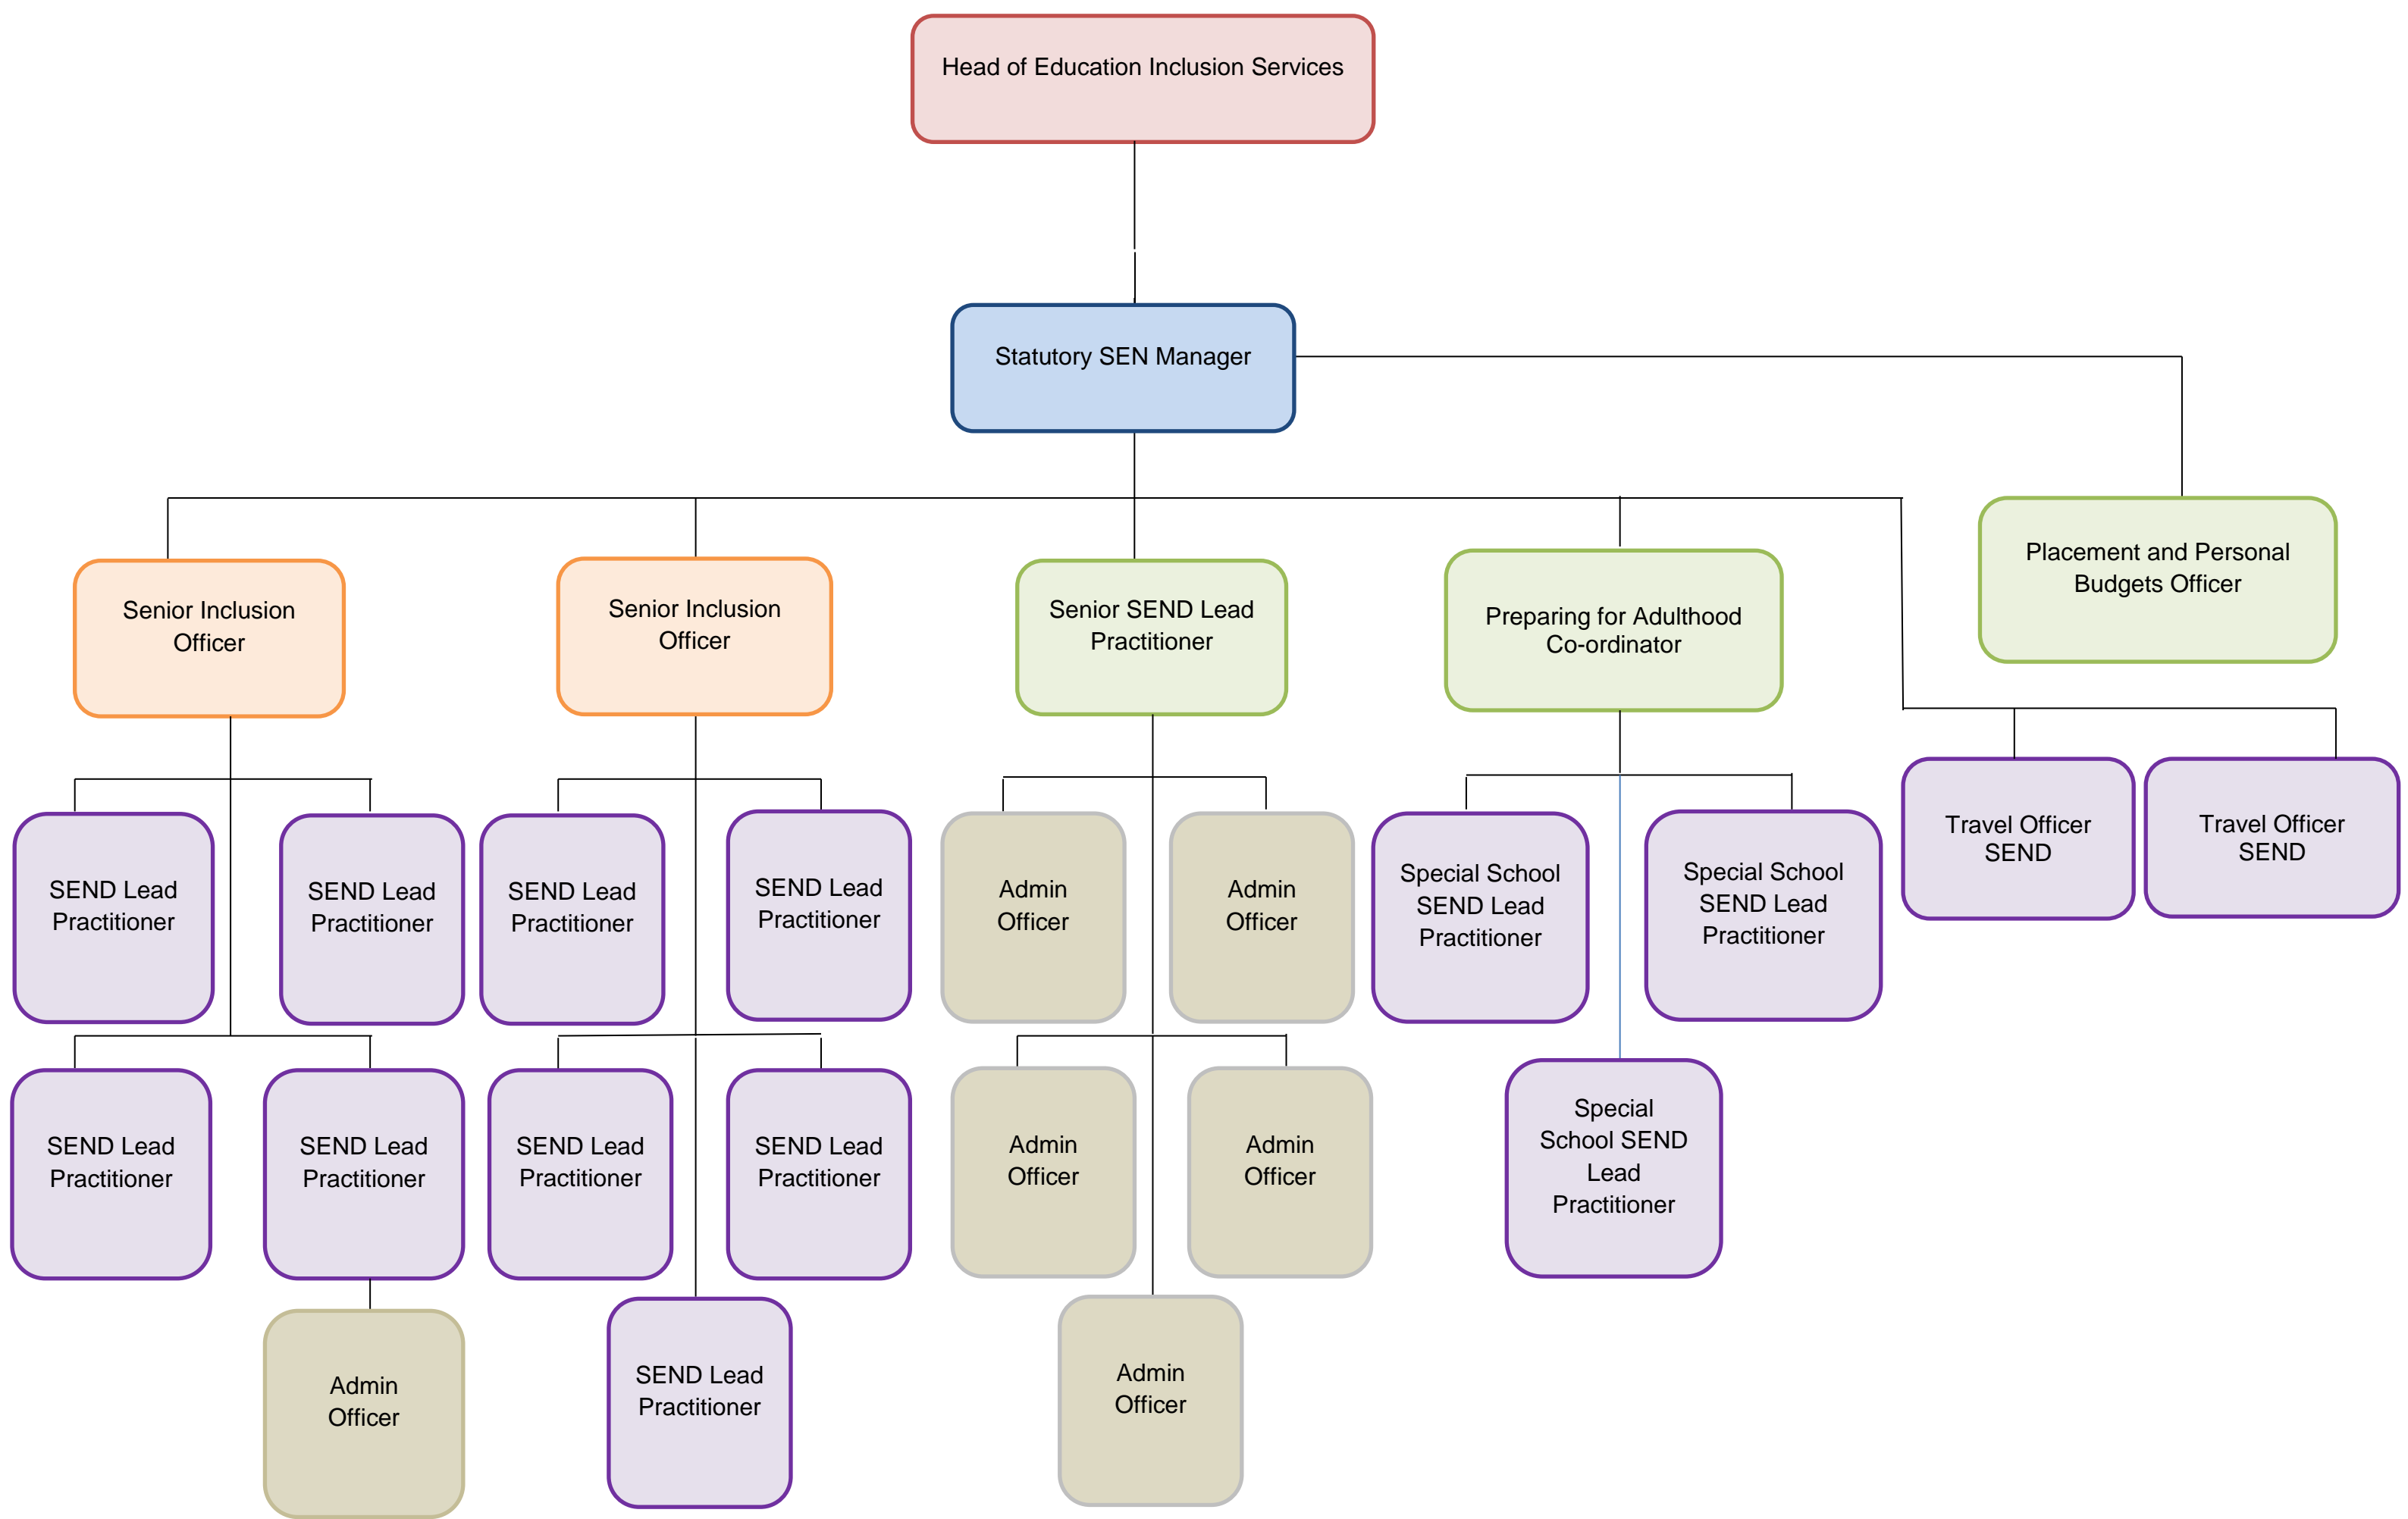 Head of Education Inclusion Services
Statutory SEN Manager
Senior Inclusion
Officer
Senior Inclusion
Officer
Senior SEND Lead
Practitioner
Preparing for Adulthood
Co-ordinator
Placement and Personal
Budgets Officer
SEND Lead
Practitioner
SEND Lead
Practitioner
SEND Lead
Practitioner
SEND Lead
Practitioner
Admin
Officer
Admin
Officer
Special School
SEND Lead
Practitioner
Special School
SEND Lead
Practitioner
Travel Officer
SEND
Travel Officer
SEND
SEND Lead
Practitioner
SEND Lead
Practitioner
SEND Lead
Practitioner
SEND Lead
Practitioner
Admin
Officer
Admin
Officer
Special
School SEND
Lead
Practitioner
Admin
Officer
SEND Lead
Practitioner
Admin
Officer